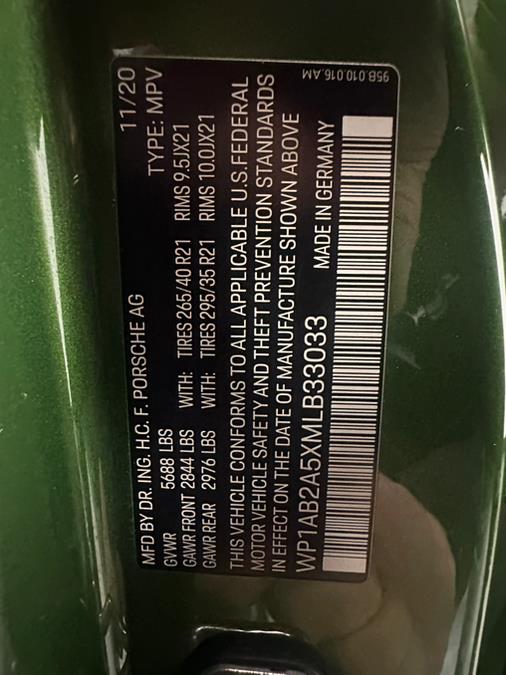 MFD BY DR. ING. H.C. F. PORSCHE AG 11/20
GVWR 5688 LBS TYPE: MPV
GAWR FRONT 2844 LBS WITH: TIRES 265/40 R21 RIMS 9.5JX21
GAWR REAR 2976 LBS WITH: TIRES 295/35 R21 RIMS 10.0JX21
THIS VEHICLE CONFORMS TO ALL APPLICABLE U.S. FEDERAL
MOTOR VEHICLE SAFETY AND THEFT PREVENTION STANDARDS
IN EFFECT ON THE DATE OF MANUFACTURE SHOWN ABOVE
WP1AB2A5XMLB33033 MADE IN GERMANY
95B.010.016.AM